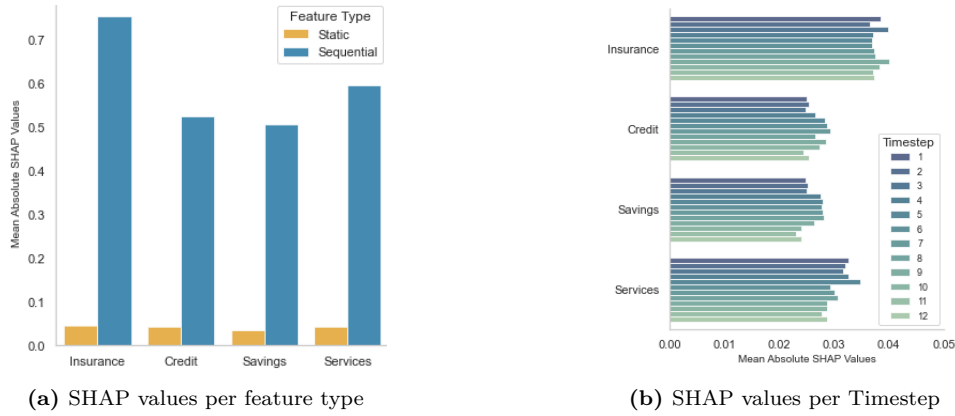 Mean Absolute SHAP Values
0.7
0.6
0.5
0.4
0.3
0.2
0.1
0.0
Feature Type
Static
Sequential
Insurance Credit Savings Services
(a) SHAP values per feature type
Insurance
Credit
Savings
Services
Timestep
1
2
3
4
5
6
7
8
9
10
11
12
0.00 0.01 0.02 0.03 0.04 0.05
Mean Absolute SHAP Values
(b) SHAP values per Timestep